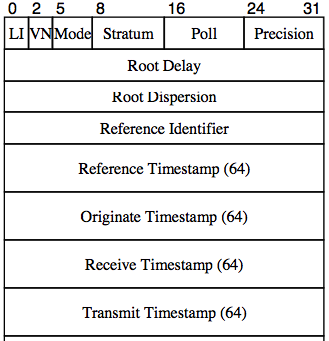 0 2 5 8 16 24 31
LI VN Mode Stratum Poll Precision
Root Delay
Root Dispersion
Reference Identifier
Reference Timestamp (64)
Originate Timestamp (64)
Receive Timestamp (64)
Transmit Timestamp (64)